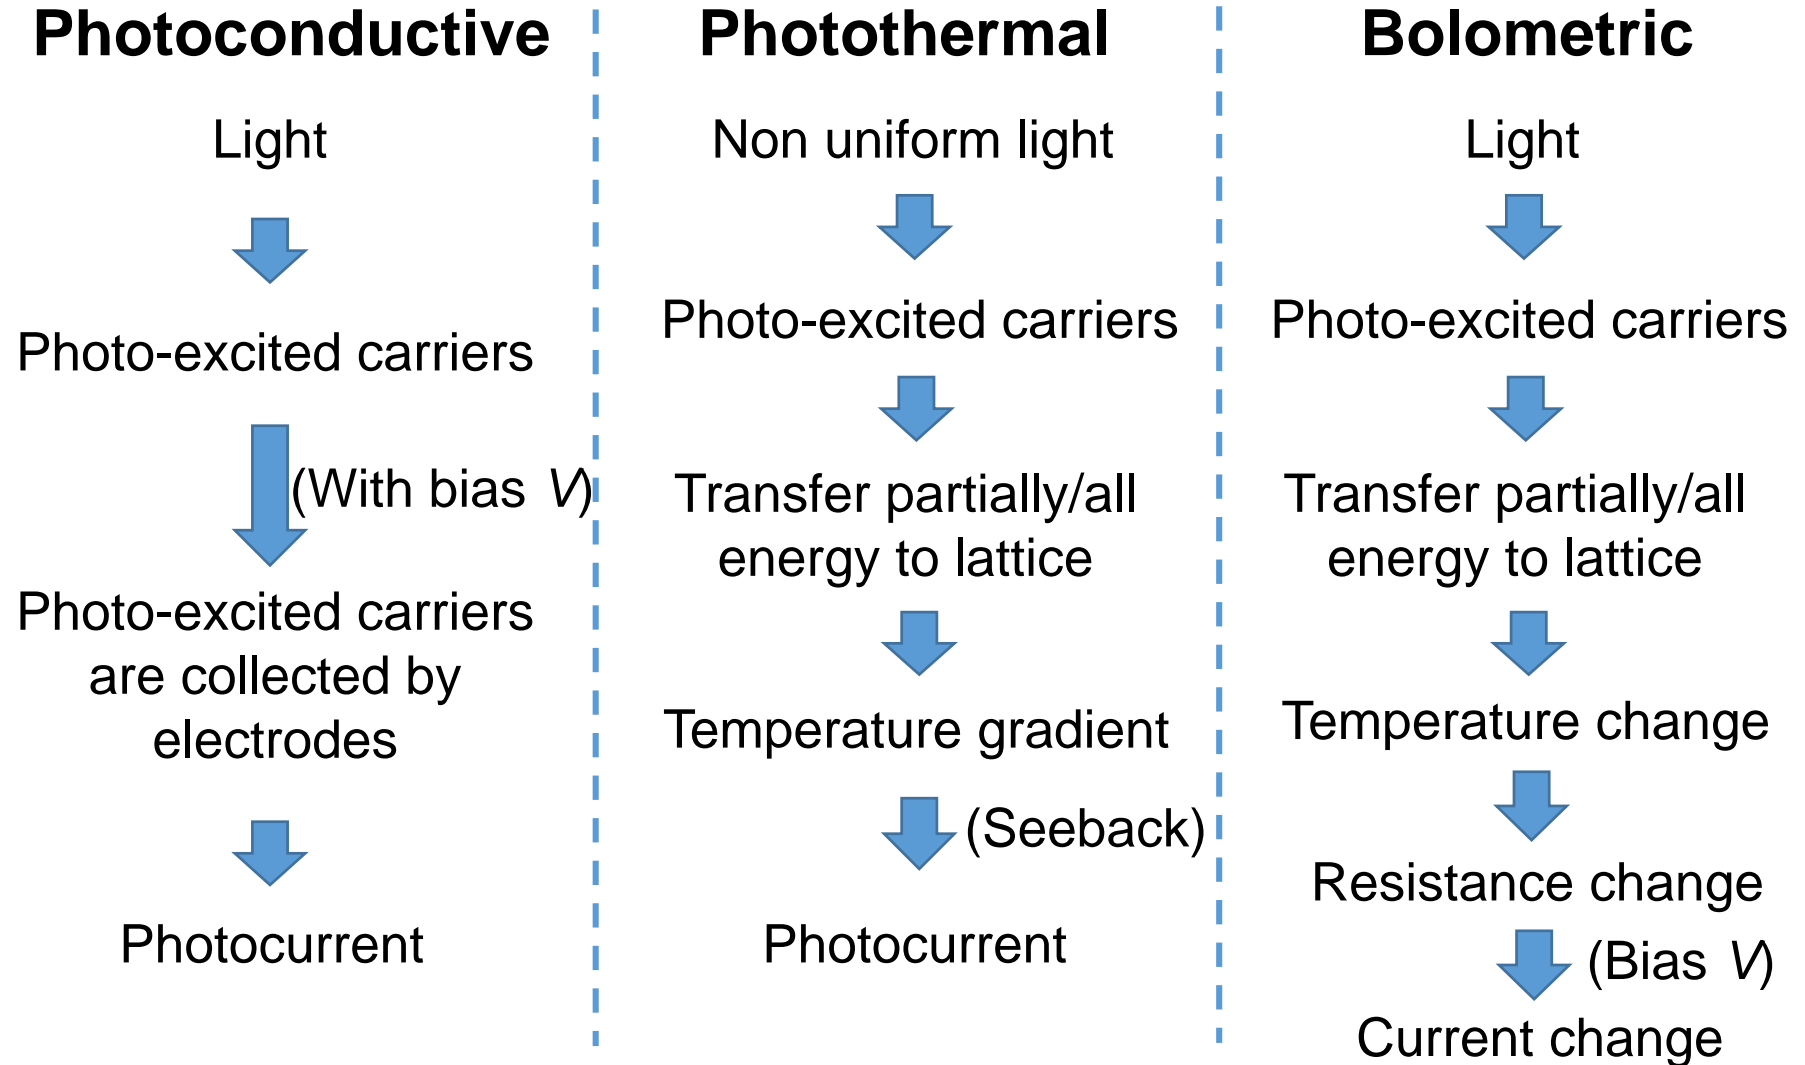 Photoconductive
Light
Photo-excited carriers
(With bias V)
Photo-excited carriers
are collected by
electrodes
Photocurrent
Photothermal
Non uniform light
Photo-excited carriers
Transfer partially/all
energy to lattice
Temperature gradient
(Seeback)
Photocurrent
Bolometric
Light
Photo-excited carriers
Transfer partially/all
energy to lattice
Temperature change
Resistance change
(Bias V)
Current change